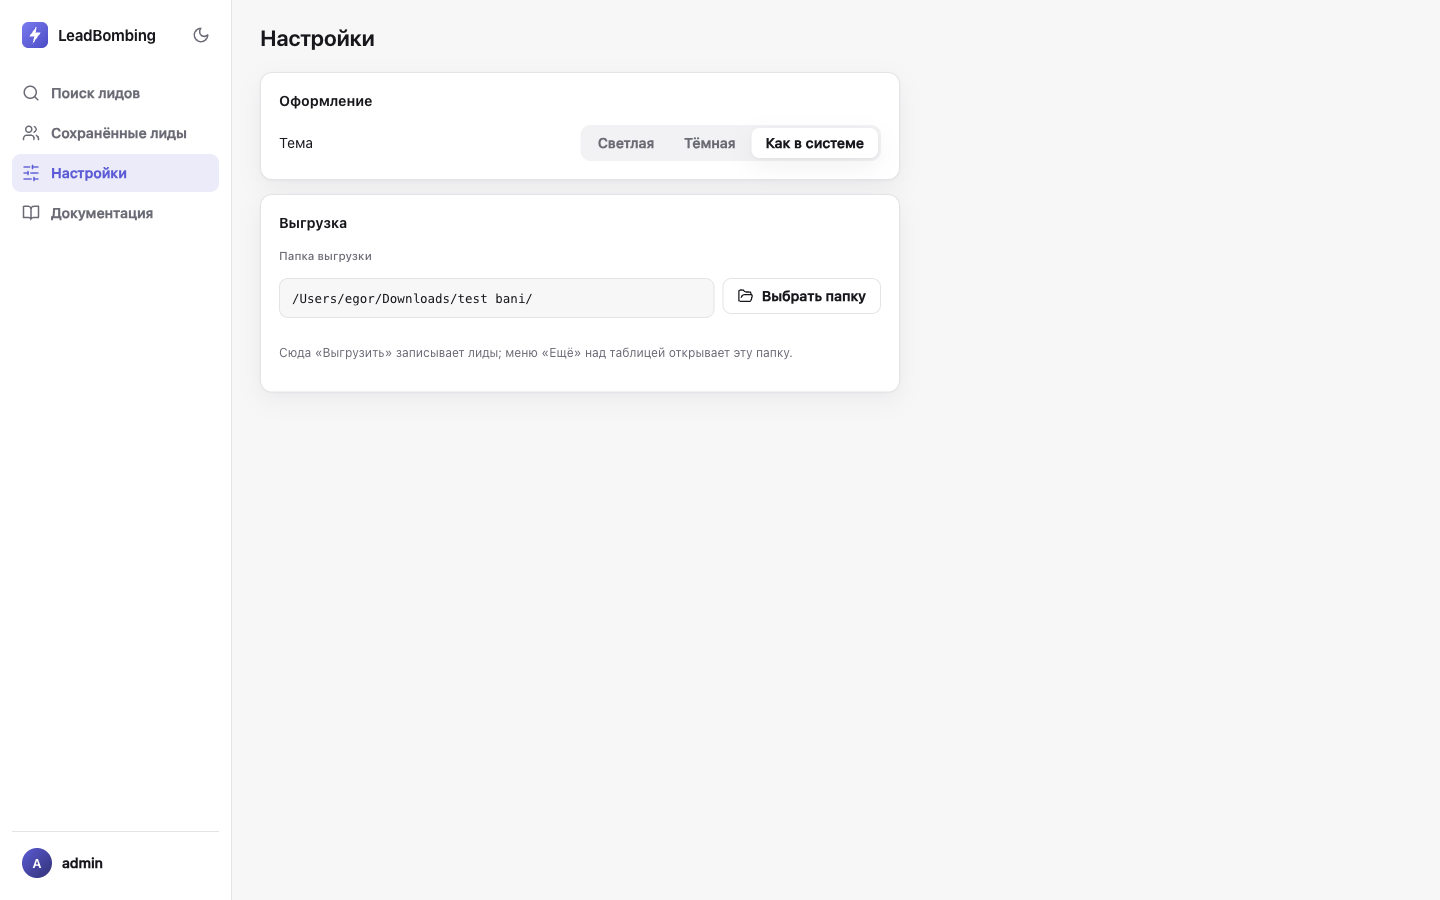 LeadBombing
Поиск лидов
Сохранённые лиды
Настройки
Документация
A
admin
Настройки
Оформление
Тема
Светлая
Тёмная
Как в системе
Выгрузка
Папка выгрузки
/Users/egor/Downloads/test bani/
Выбрать папку
Сюда «Выгрузить» записывает лиды; меню «Ещё» над таблицей открывает эту папку.